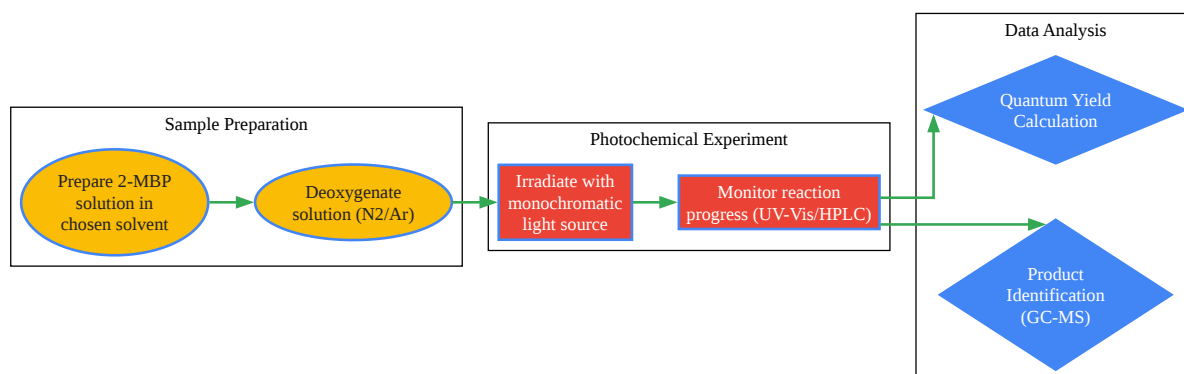 Sample Preparation
Prepare 2-MBP
solution in
chosen solvent
Deoxygenate
solution (N2/Ar)
Photochemical Experiment
Irradiate with
monochromatic
light source
Monitor reaction
progress (UV-Vis/HPLC)
Data Analysis
Quantum Yield
Calculation
Product
Identification
(GC-MS)